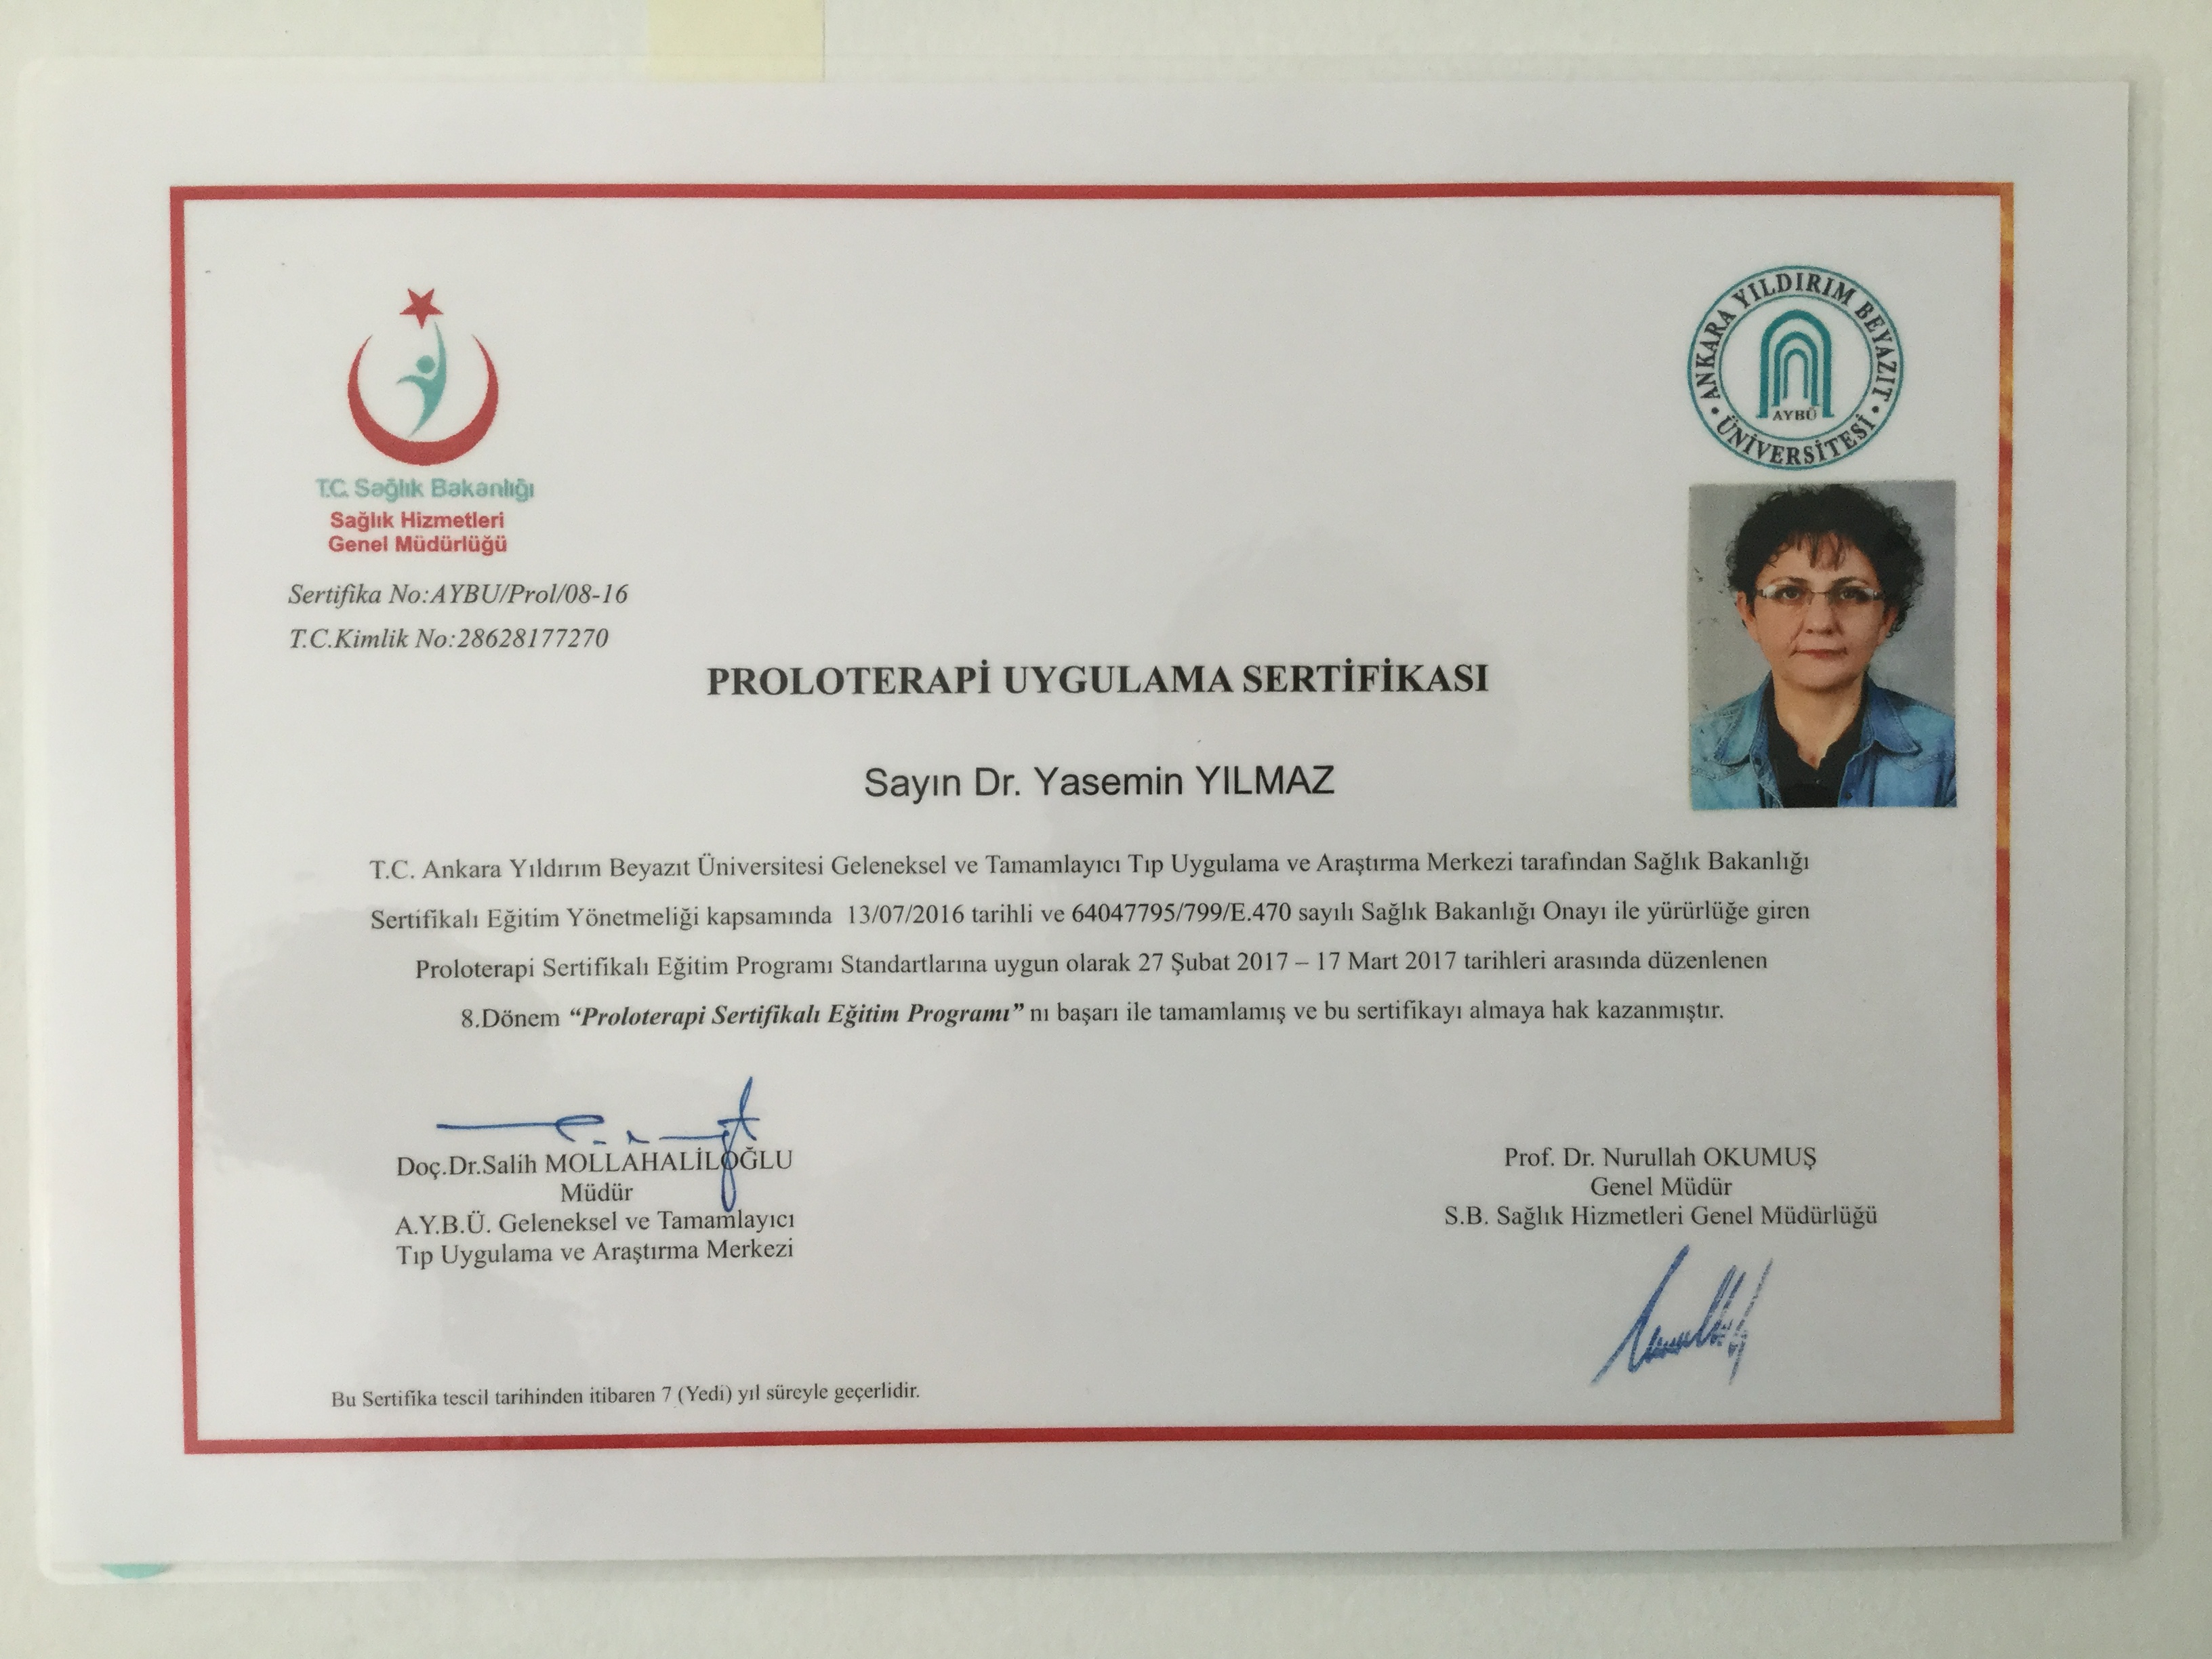 T.C. Sağlık Bakanlığı
Sağlık Hizmetleri
Genel Müdürlüğü
ANKARA YILDIRIM BEYAZIT
ÜNİVERSİTESİ
AYBÜ
Sertifika No:AYBU/Prol/08-16
T.C.Kimlik No:28628177270
PROLOTERAPİ UYGULAMA SERTİFİKASI
Sayın Dr. Yasemin YILMAZ
T.C. Ankara Yıldırım Beyazıt Üniversitesi Geleneksel ve Tamamlayıcı Tıp Uygulama ve Araştırma Merkezi tarafından Sağlık Bakanlığı
Sertifikalı Eğitim Yönetmeliği kapsamında 13/07/2016 tarihli ve 64047795/799/E.470 sayılı Sağlık Bakanlığı Onayı ile yürürlüğe giren
Proloterapi Sertifikalı Eğitim Programı Standartlarına uygun olarak 27 Şubat 2017 – 17 Mart 2017 tarihleri arasında düzenlenen
8.Dönem “Proloterapi Sertifikalı Eğitim Programı” nı başarı ile tamamlamış ve bu sertifikayı almaya hak kazanmıştır.
Doç.Dr.Salih MOLLAHALİLOĞLU
Müdür
A.Y.B.Ü. Geleneksel ve Tamamlayıcı
Tıp Uygulama ve Araştırma Merkezi
Prof. Dr. Nurullah OKUMUŞ
Genel Müdür
S.B. Sağlık Hizmetleri Genel Müdürlüğü
Bu Sertifika tescil tarihinden itibaren 7 (Yedi) yıl süreyle geçerlidir.